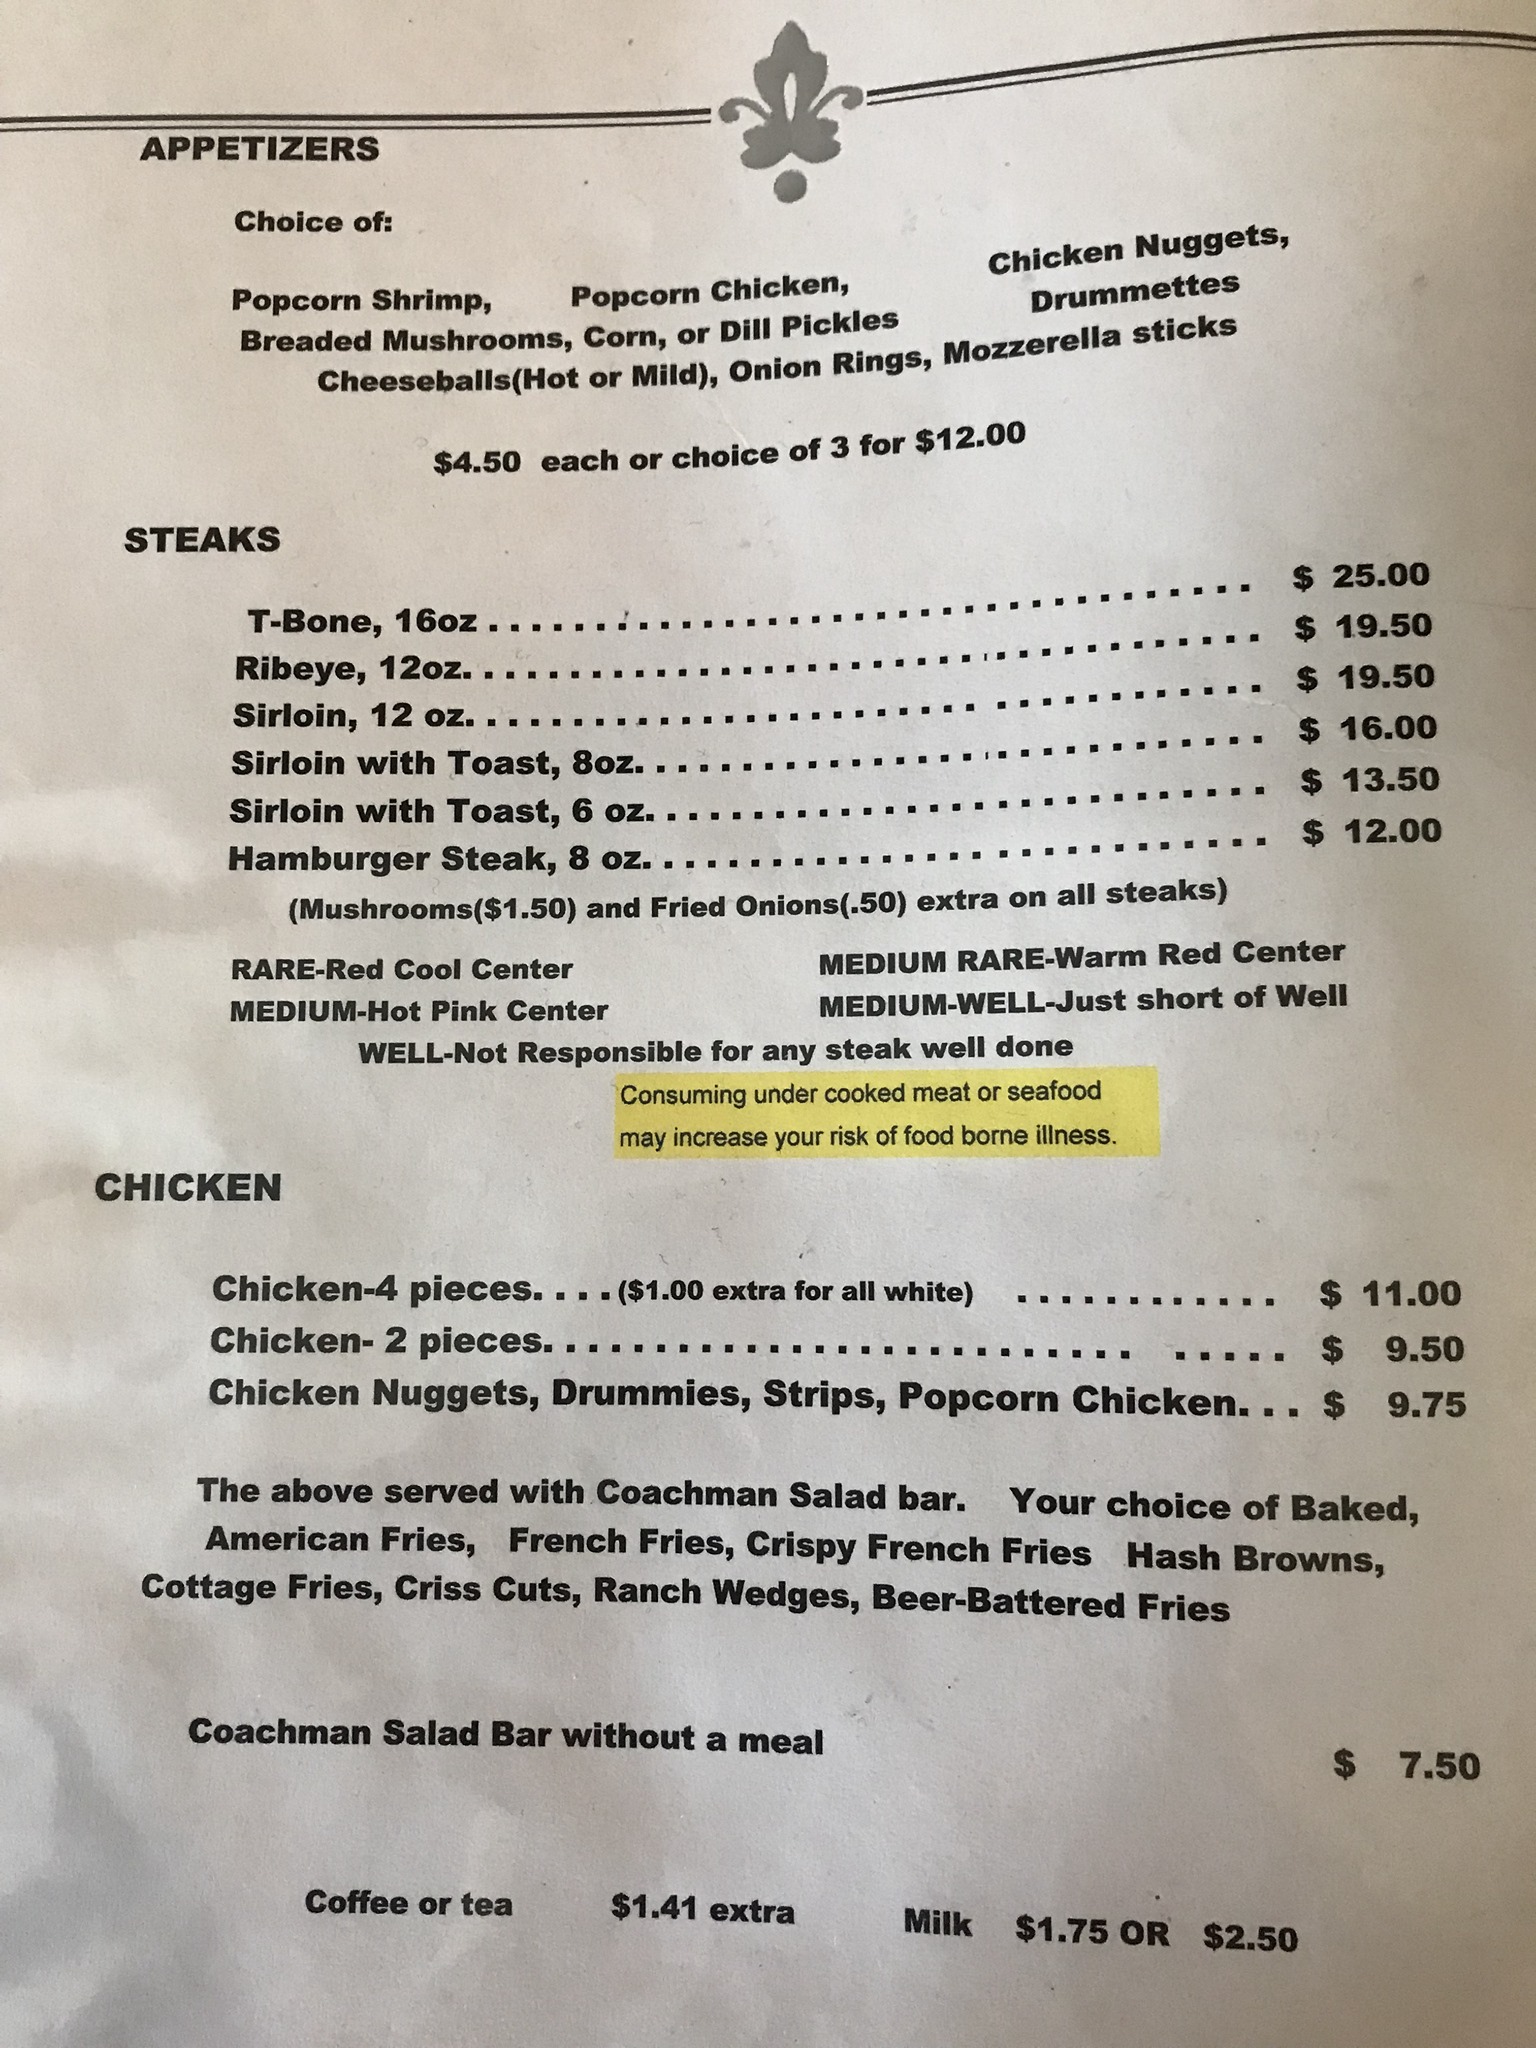 APPETIZERS
Choice of:
Popcorn Shrimp, Popcorn Chicken, Chicken Nuggets,
Breaded Mushrooms, Corn, or Dill Pickles Drummettes
Cheeseballs(Hot or Mild), Onion Rings, Mozzerella sticks
$4.50 each or choice of 3 for $12.00
STEAKS
T-Bone, 16oz . . . . . . . . . . . . . . . . . . . . . . . . . . . . . . . . . . . . . . . . . . $ 25.00
Ribeye, 12oz. . . . . . . . . . . . . . . . . . . . . . . . . . . . . . . . . . . . . . . . . . $ 19.50
Sirloin, 12 oz. . . . . . . . . . . . . . . . . . . . . . . . . . . . . . . . . . . . . . . . . . $ 19.50
Sirloin with Toast, 8oz. . . . . . . . . . . . . . . . . . . . . . . . . . . . . . . . . . $ 16.00
Sirloin with Toast, 6 oz. . . . . . . . . . . . . . . . . . . . . . . . . . . . . . . . . . $ 13.50
Hamburger Steak, 8 oz. . . . . . . . . . . . . . . . . . . . . . . . . . . . . . . . . . $ 12.00
(Mushrooms($1.50) and Fried Onions(.50) extra on all steaks)
RARE-Red Cool Center MEDIUM RARE-Warm Red Center
MEDIUM-Hot Pink Center MEDIUM-WELL-Just short of Well
WELL-Not Responsible for any steak well done
Consuming under cooked meat or seafood
may increase your risk of food borne illness.
CHICKEN
Chicken-4 pieces. . . . ($1.00 extra for all white) . . . . . . . . . . . . $ 11.00
Chicken- 2 pieces. . . . . . . . . . . . . . . . . . . . . . . . . . . . . . . $ 9.50
Chicken Nuggets, Drummies, Strips, Popcorn Chicken. . . $ 9.75
The above served with Coachman Salad bar. Your choice of Baked,
American Fries, French Fries, Crispy French Fries Hash Browns,
Cottage Fries, Criss Cuts, Ranch Wedges, Beer-Battered Fries
Coachman Salad Bar without a meal $ 7.50
Coffee or tea $1.41 extra Milk $1.75 OR $2.50